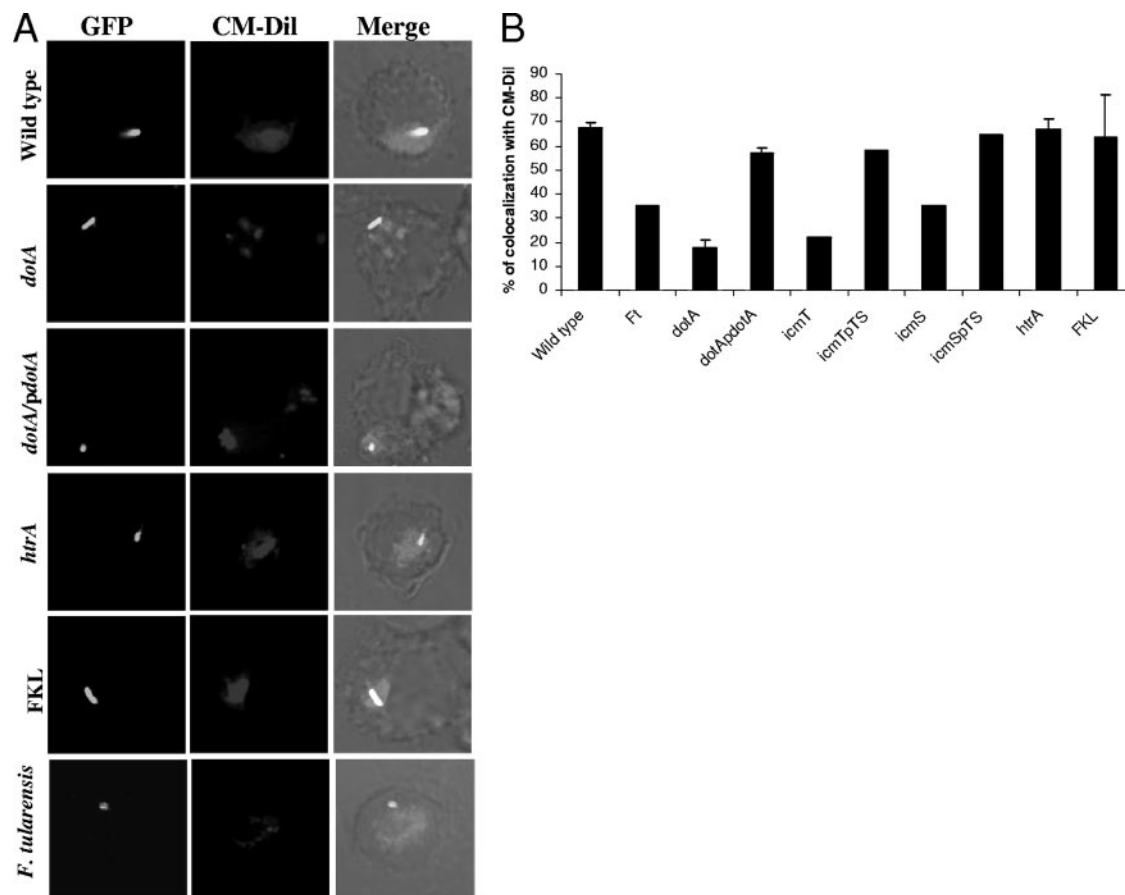 A
GFP CM-DiI Merge
Wild type
dotA
dotA/pdotA
htrA
FKL
F. tularensis
B
% of colocalization with CM-Dil
90
80
70
60
50
40
30
20
10
0
Wild type Ft dotA dotApdotA icmT icmTpTS icmS icmSpTS htrA FKL